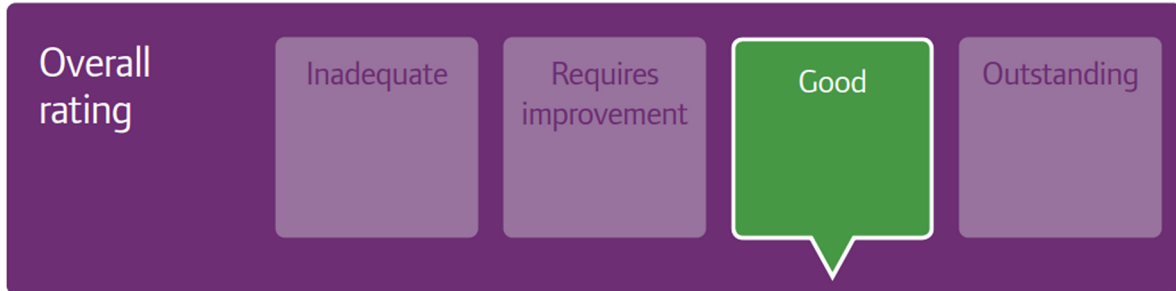 Overall
rating
Inadequate
Requires
improvement
Good
Outstanding